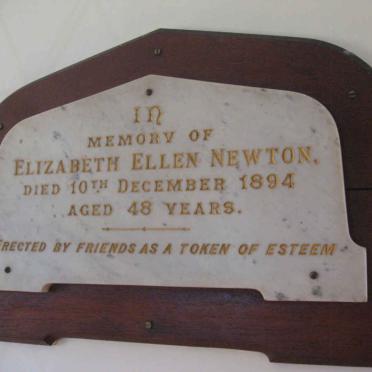 In
MEMORY OF
ELIZABETH ELLEN NEWTON.
DIED 10TH DECEMBER 1894
AGED 48 YEARS.
ERECTED BY FRIENDS AS A TOKEN OF ESTEEM